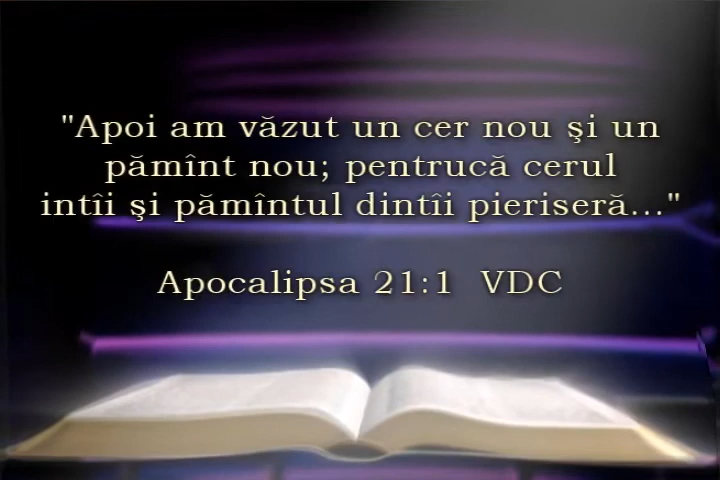 "Apoi am văzut un cer nou şi un
pămînt nou; pentrucă cerul
intîi şi pămîntul dintîi pieriseră..."
Apocalipsa 21:1 VDC